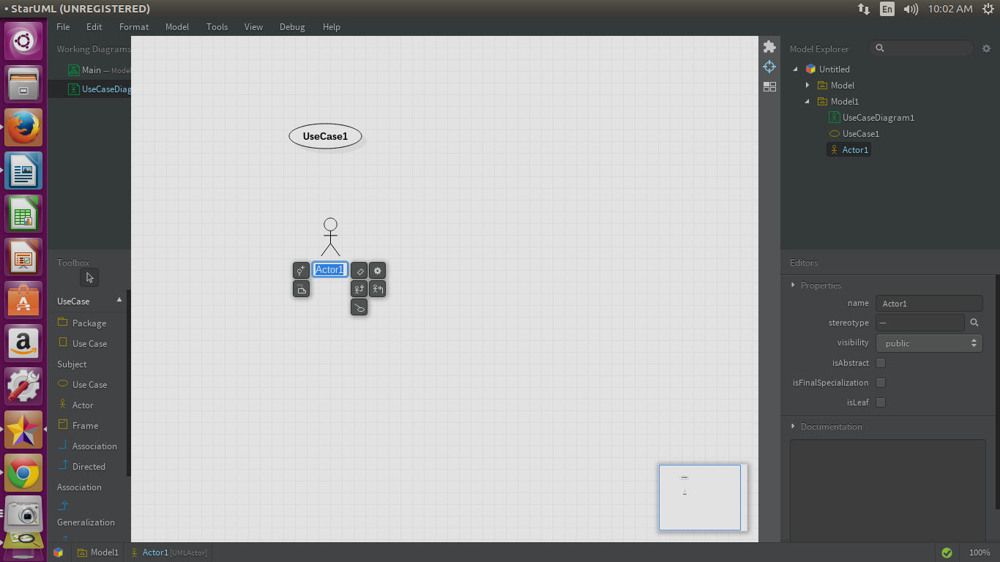 • StarUML (UNREGISTERED)
En
10:02 AM
File Edit Format Model Tools View Debug Help
Working Diagrams
Main — Model
UseCaseDiag
Toolbox
UseCase
Package
Use Case
Subject
Use Case
Actor
Frame
Association
Directed
Association
Generalization
UseCase1
Actor1
Model Explorer
Untitled
Model
Model1
UseCaseDiagram1
UseCase1
Actor1
Editors
Properties
name Actor1
stereotype —
visibility public
isAbstract
isFinalSpecialization
isLeaf
Documentation
Model1 Actor1 [UMLActor]
100%